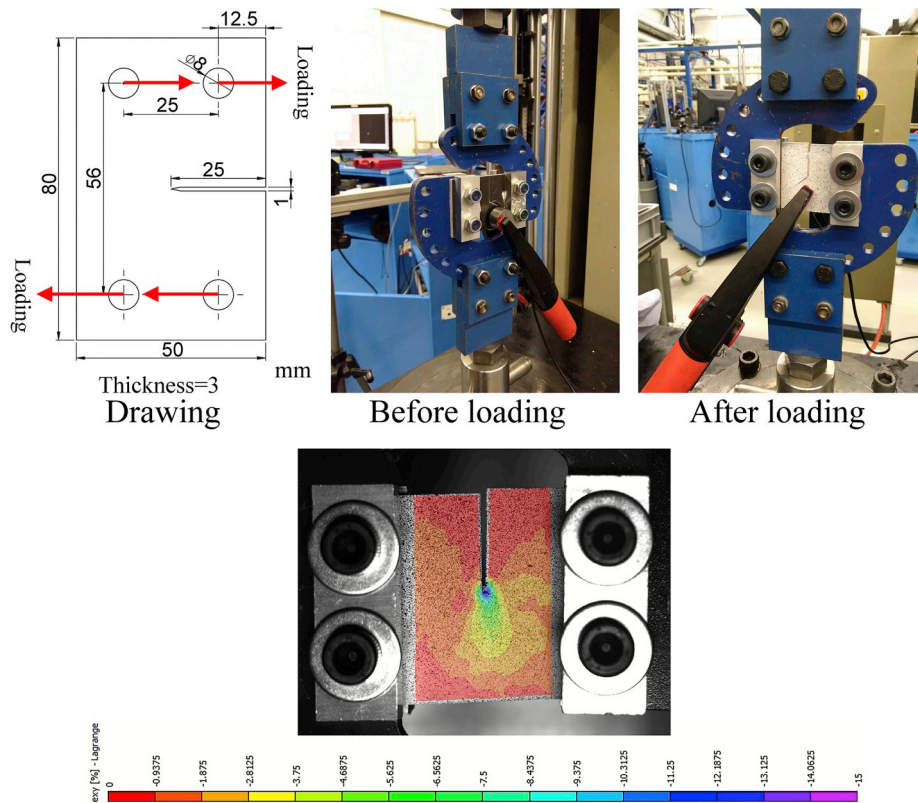 12.5
Ø8
Loading
25
25
80
56
1
Loading
50
mm
Thickness=3
Drawing
Before loading
After loading
exy [%] - Lagrange
0
-0.9375
-1.875
-2.8125
-3.75
-4.6875
-5.625
-6.5625
-7.5
-8.4375
-9.375
-10.3125
-11.25
-12.1875
-13.125
-14.0625
-15